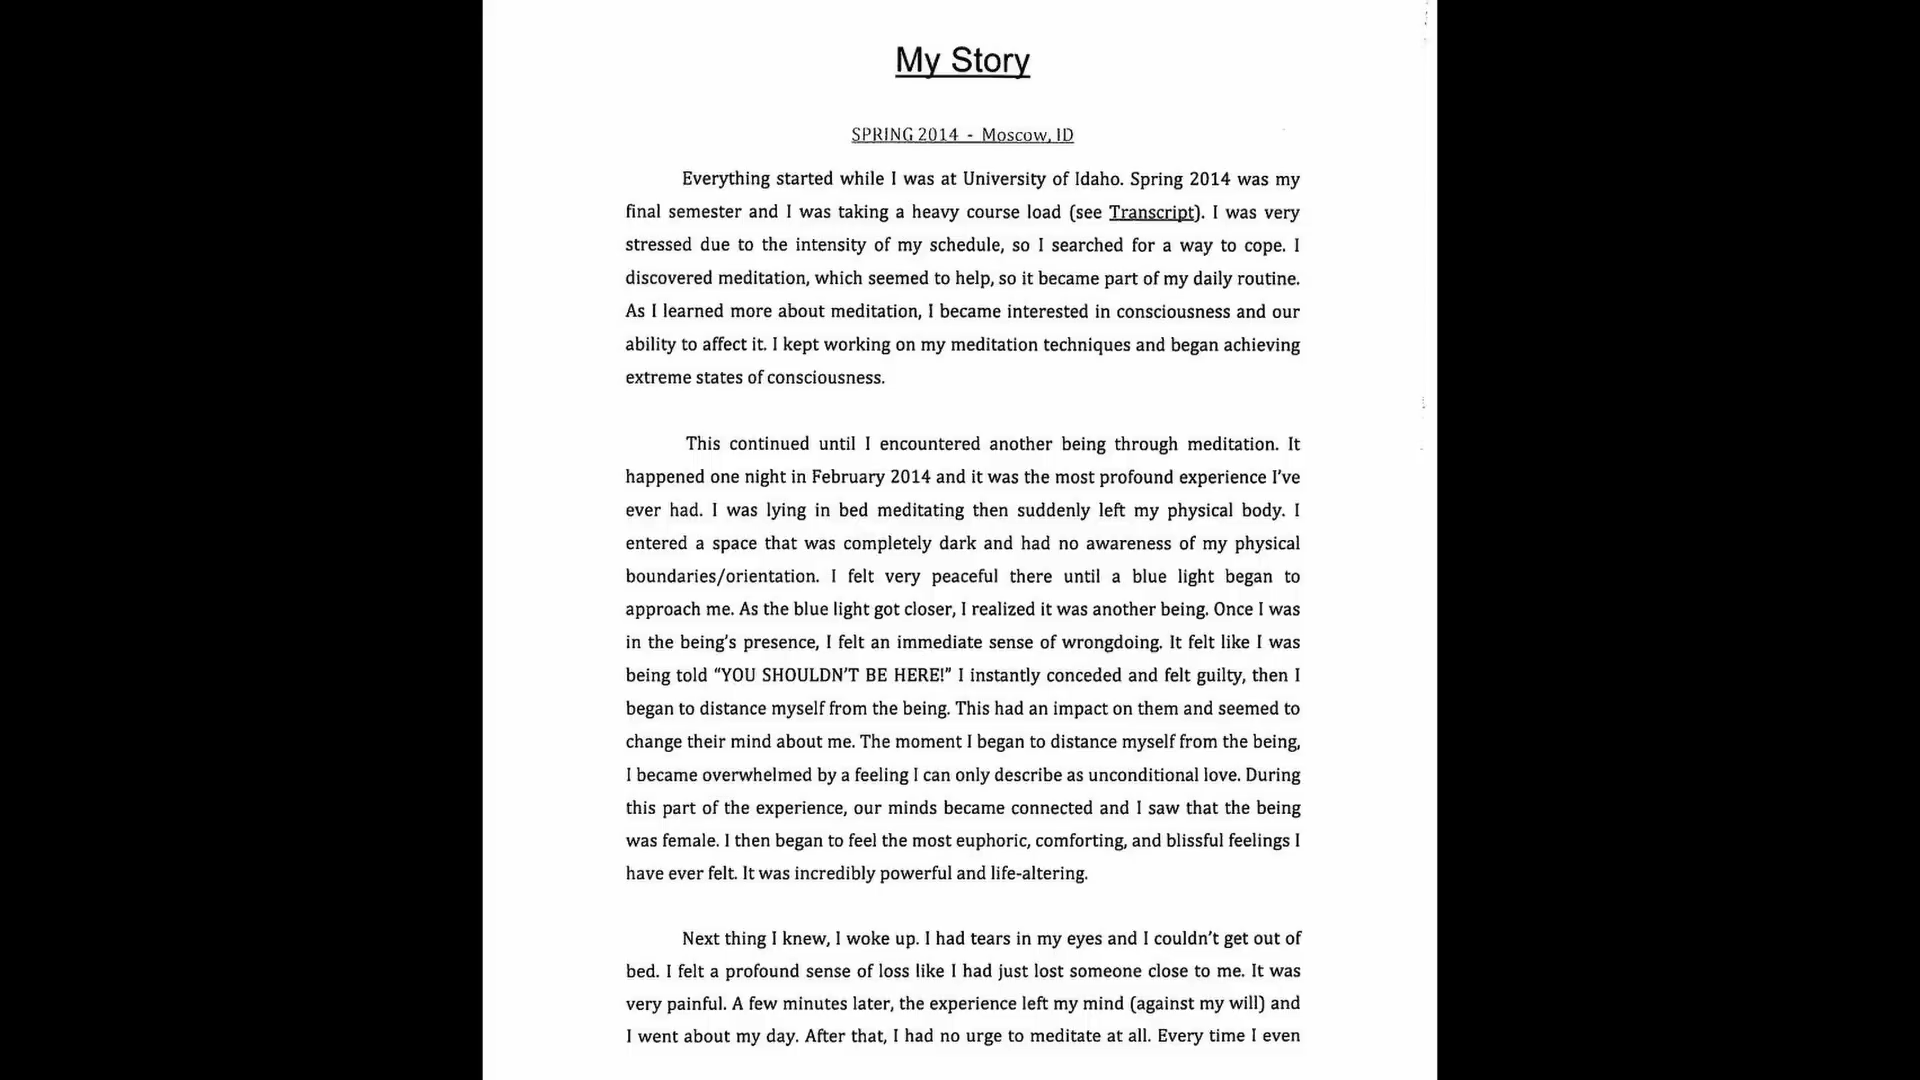 My Story
SPRING 2014 - Moscow, ID
Everything started while I was at University of Idaho. Spring 2014 was my
final semester and I was taking a heavy course load (see Transcript). I was very
stressed due to the intensity of my schedule, so I searched for a way to cope. I
discovered meditation, which seemed to help, so it became part of my daily routine.
As I learned more about meditation, I became interested in consciousness and our
ability to affect it. I kept working on my meditation techniques and began achieving
extreme states of consciousness.
This continued until I encountered another being through meditation. It
happened one night in February 2014 and it was the most profound experience I've
ever had. I was lying in bed meditating then suddenly left my physical body. I
entered a space that was completely dark and had no awareness of my physical
boundaries/orientation. I felt very peaceful there until a blue light began to
approach me. As the blue light got closer, I realized it was another being. Once I was
in the being's presence, I felt an immediate sense of wrongdoing. It felt like I was
being told “YOU SHOULDN'T BE HERE!” I instantly conceded and felt guilty, then I
began to distance myself from the being. This had an impact on them and seemed to
change their mind about me. The moment I began to distance myself from the being,
I became overwhelmed by a feeling I can only describe as unconditional love. During
this part of the experience, our minds became connected and I saw that the being
was female. I then began to feel the most euphoric, comforting, and blissful feelings I
have ever felt. It was incredibly powerful and life-altering.
Next thing I knew, I woke up. I had tears in my eyes and I couldn't get out of
bed. I felt a profound sense of loss like I had just lost someone close to me. It was
very painful. A few minutes later, the experience left my mind (against my will) and
I went about my day. After that, I had no urge to meditate at all. Every time I even